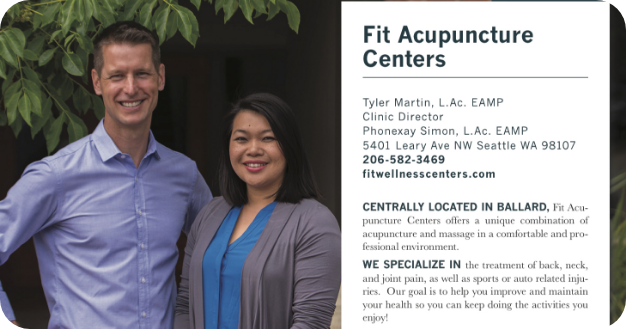 Fit Acupuncture
Centers
Tyler Martin, L.Ac. EAMP
Clinic Director
Phonexay Simon, L.Ac. EAMP
5401 Leary Ave NW Seattle WA 98107
206-582-3469
fitwellnesscenters.com
CENTRALLY LOCATED IN BALLARD, Fit Acu-
puncture Centers offers a unique combination of
acupuncture and massage in a comfortable and pro-
fessional environment.
WE SPECIALIZE IN the treatment of back, neck,
and joint pain, as well as sports or auto related inju-
ries. Our goal is to help you improve and maintain
your health so you can keep doing the activities you
enjoy!